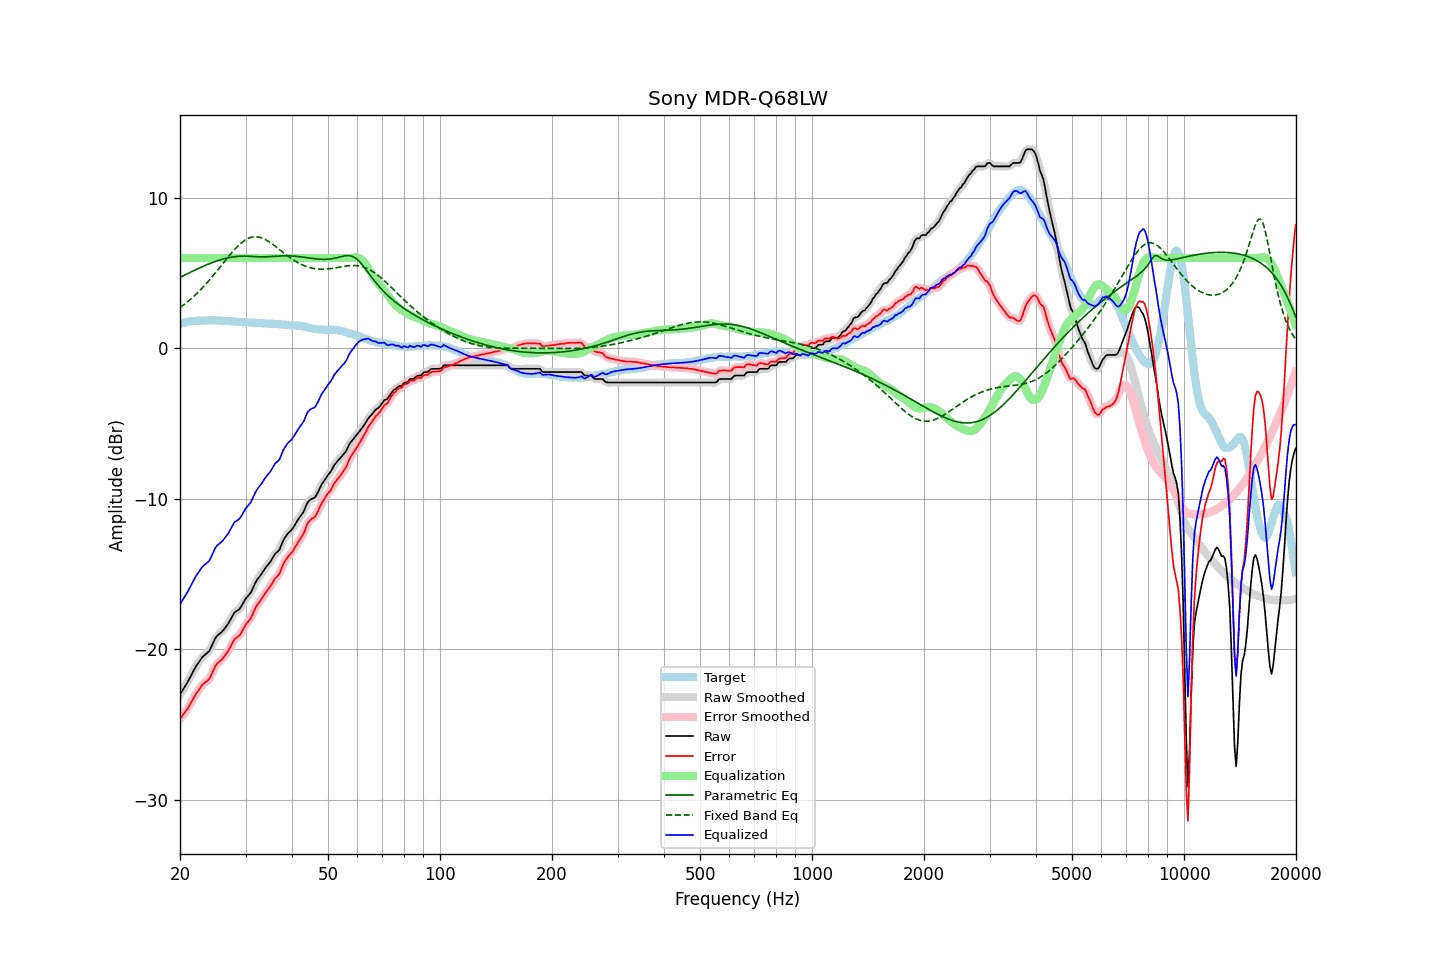 Sony MDR-Q68LW
Amplitude (dBr)
10
0
−10
−20
−30
Target
Raw Smoothed
Error Smoothed
Raw
Error
Equalization
Parametric Eq
Fixed Band Eq
Equalized
20 50 100 200 500 1000 2000 5000 10000 20000
Frequency (Hz)